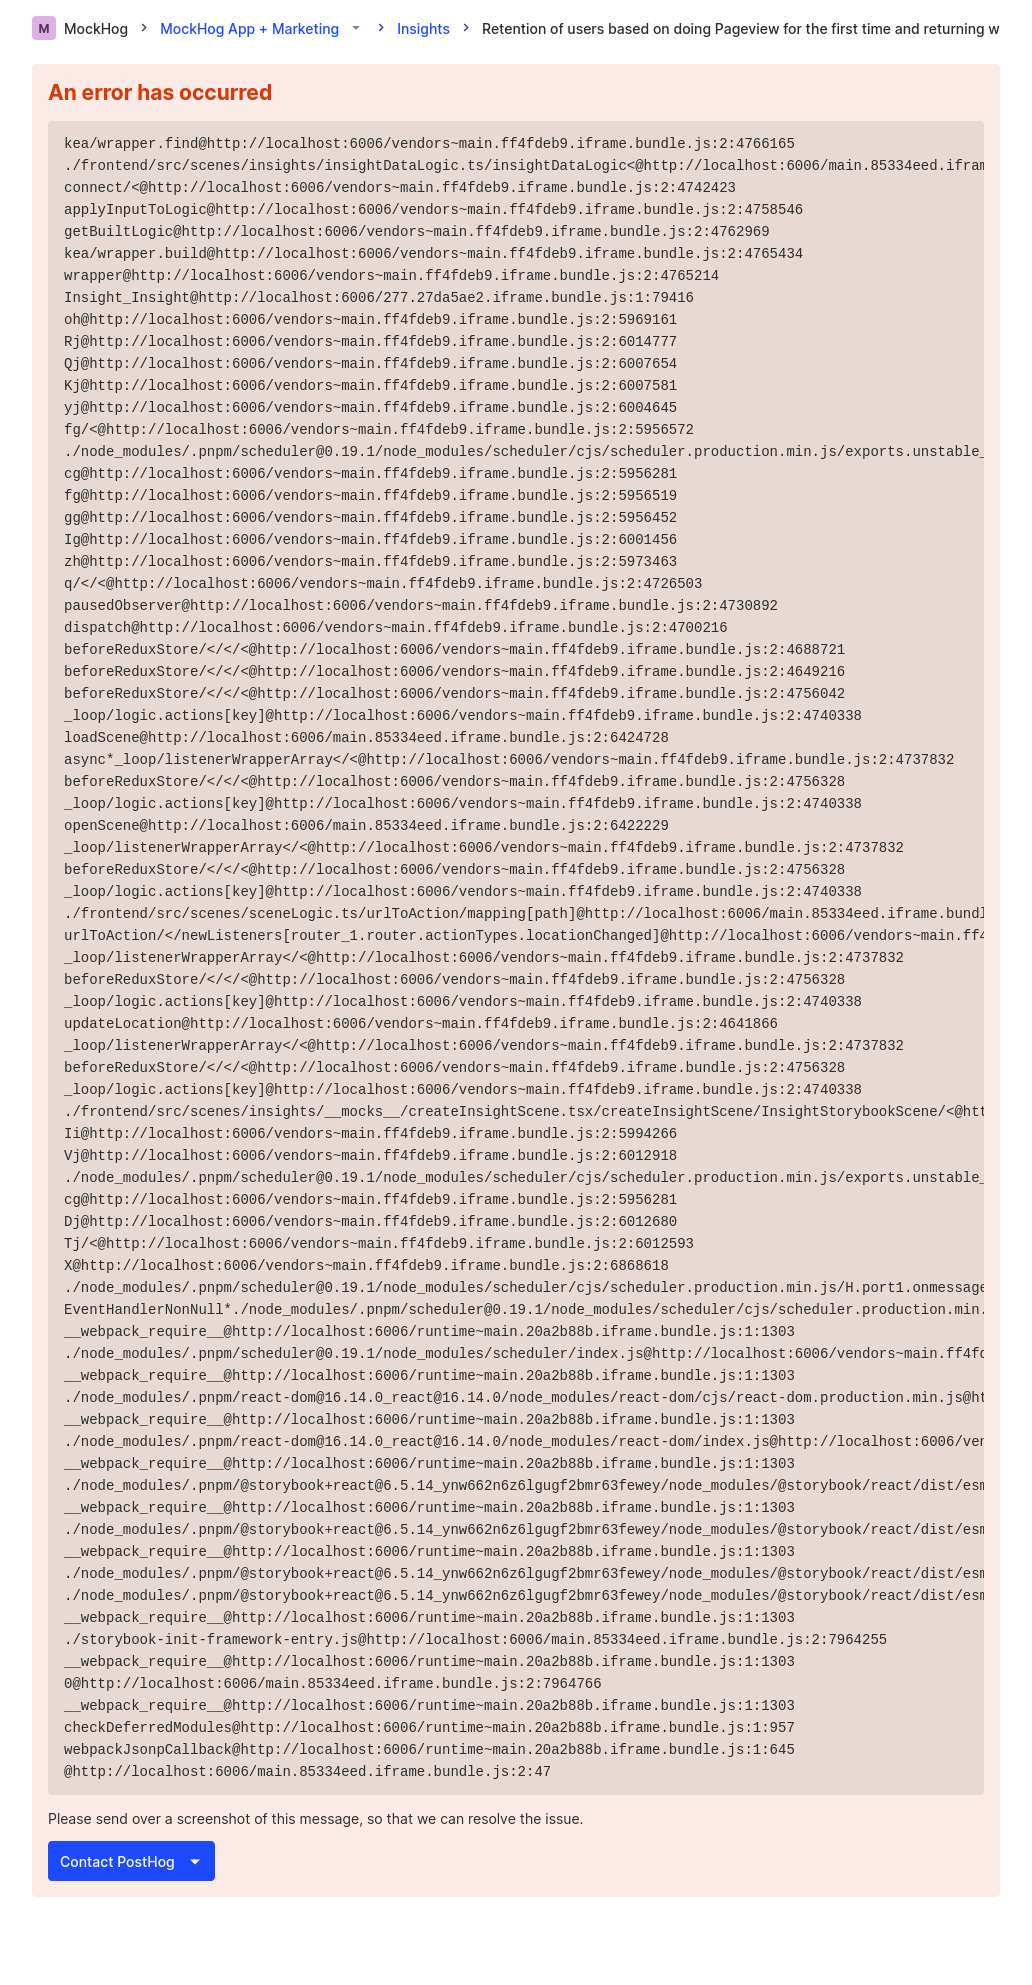 M MockHog > MockHog App + Marketing > Insights > Retention of users based on doing Pageview for the first time and returning w
An error has occurred
kea/wrapper.find@http://localhost:6006/vendors~main.ff4fdeb9.iframe.bundle.js:2:4766165
./frontend/src/scenes/insights/insightDataLogic.ts/insightDataLogic<@http://localhost:6006/main.85334eed.ifram
connect/<@http://localhost:6006/vendors~main.ff4fdeb9.iframe.bundle.js:2:4742423
applyInputToLogic@http://localhost:6006/vendors~main.ff4fdeb9.iframe.bundle.js:2:4758546
getBuiltLogic@http://localhost:6006/vendors~main.ff4fdeb9.iframe.bundle.js:2:4762969
kea/wrapper.build@http://localhost:6006/vendors~main.ff4fdeb9.iframe.bundle.js:2:4765434
wrapper@http://localhost:6006/vendors~main.ff4fdeb9.iframe.bundle.js:2:4765214
Insight_Insight@http://localhost:6006/277.27da5ae2.iframe.bundle.js:1:79416
oh@http://localhost:6006/vendors~main.ff4fdeb9.iframe.bundle.js:2:5969161
Rj@http://localhost:6006/vendors~main.ff4fdeb9.iframe.bundle.js:2:6014777
Qj@http://localhost:6006/vendors~main.ff4fdeb9.iframe.bundle.js:2:6007654
Kj@http://localhost:6006/vendors~main.ff4fdeb9.iframe.bundle.js:2:6007581
yj@http://localhost:6006/vendors~main.ff4fdeb9.iframe.bundle.js:2:6004645
fg/<@http://localhost:6006/vendors~main.ff4fdeb9.iframe.bundle.js:2:5956572
./node_modules/.pnpm/scheduler@0.19.1/node_modules/scheduler/cjs/scheduler.production.min.js/exports.unstable_
cg@http://localhost:6006/vendors~main.ff4fdeb9.iframe.bundle.js:2:5956281
fg@http://localhost:6006/vendors~main.ff4fdeb9.iframe.bundle.js:2:5956519
gg@http://localhost:6006/vendors~main.ff4fdeb9.iframe.bundle.js:2:5956452
Ig@http://localhost:6006/vendors~main.ff4fdeb9.iframe.bundle.js:2:6001456
zh@http://localhost:6006/vendors~main.ff4fdeb9.iframe.bundle.js:2:5973463
q/</<@http://localhost:6006/vendors~main.ff4fdeb9.iframe.bundle.js:2:4726503
pausedObserver@http://localhost:6006/vendors~main.ff4fdeb9.iframe.bundle.js:2:4730892
dispatch@http://localhost:6006/vendors~main.ff4fdeb9.iframe.bundle.js:2:4700216
beforeReduxStore/</</<@http://localhost:6006/vendors~main.ff4fdeb9.iframe.bundle.js:2:4688721
beforeReduxStore/</</<@http://localhost:6006/vendors~main.ff4fdeb9.iframe.bundle.js:2:4649216
beforeReduxStore/</</<@http://localhost:6006/vendors~main.ff4fdeb9.iframe.bundle.js:2:4756042
_loop/logic.actions[key]@http://localhost:6006/vendors~main.ff4fdeb9.iframe.bundle.js:2:4740338
loadScene@http://localhost:6006/main.85334eed.iframe.bundle.js:2:6424728
async*_loop/listenerWrapperArray</<@http://localhost:6006/vendors~main.ff4fdeb9.iframe.bundle.js:2:4737832
beforeReduxStore/</</<@http://localhost:6006/vendors~main.ff4fdeb9.iframe.bundle.js:2:4756328
_loop/logic.actions[key]@http://localhost:6006/vendors~main.ff4fdeb9.iframe.bundle.js:2:4740338
openScene@http://localhost:6006/main.85334eed.iframe.bundle.js:2:6422229
_loop/listenerWrapperArray</<@http://localhost:6006/vendors~main.ff4fdeb9.iframe.bundle.js:2:4737832
beforeReduxStore/</</<@http://localhost:6006/vendors~main.ff4fdeb9.iframe.bundle.js:2:4756328
_loop/logic.actions[key]@http://localhost:6006/vendors~main.ff4fdeb9.iframe.bundle.js:2:4740338
./frontend/src/scenes/sceneLogic.ts/urlToAction/mapping[path]@http://localhost:6006/main.85334eed.iframe.bundl
urlToAction/</newListeners[router_1.router.actionTypes.locationChanged]@http://localhost:6006/vendors~main.ff4
_loop/listenerWrapperArray</<@http://localhost:6006/vendors~main.ff4fdeb9.iframe.bundle.js:2:4737832
beforeReduxStore/</</<@http://localhost:6006/vendors~main.ff4fdeb9.iframe.bundle.js:2:4756328
_loop/logic.actions[key]@http://localhost:6006/vendors~main.ff4fdeb9.iframe.bundle.js:2:4740338
updateLocation@http://localhost:6006/vendors~main.ff4fdeb9.iframe.bundle.js:2:4641866
_loop/listenerWrapperArray</<@http://localhost:6006/vendors~main.ff4fdeb9.iframe.bundle.js:2:4737832
beforeReduxStore/</</<@http://localhost:6006/vendors~main.ff4fdeb9.iframe.bundle.js:2:4756328
_loop/logic.actions[key]@http://localhost:6006/vendors~main.ff4fdeb9.iframe.bundle.js:2:4740338
./frontend/src/scenes/insights/__mocks__/createInsightScene.tsx/createInsightScene/InsightStorybookScene/<@htt
Ii@http://localhost:6006/vendors~main.ff4fdeb9.iframe.bundle.js:2:5994266
Vj@http://localhost:6006/vendors~main.ff4fdeb9.iframe.bundle.js:2:6012918
./node_modules/.pnpm/scheduler@0.19.1/node_modules/scheduler/cjs/scheduler.production.min.js/exports.unstable_
cg@http://localhost:6006/vendors~main.ff4fdeb9.iframe.bundle.js:2:5956281
Dj@http://localhost:6006/vendors~main.ff4fdeb9.iframe.bundle.js:2:6012680
Tj/<@http://localhost:6006/vendors~main.ff4fdeb9.iframe.bundle.js:2:6012593
X@http://localhost:6006/vendors~main.ff4fdeb9.iframe.bundle.js:2:6868618
./node_modules/.pnpm/scheduler@0.19.1/node_modules/scheduler/cjs/scheduler.production.min.js/H.port1.onmessage
EventHandlerNonNull*./node_modules/.pnpm/scheduler@0.19.1/node_modules/scheduler/cjs/scheduler.production.min.
__webpack_require__@http://localhost:6006/runtime~main.20a2b88b.iframe.bundle.js:1:1303
./node_modules/.pnpm/scheduler@0.19.1/node_modules/scheduler/index.js@http://localhost:6006/vendors~main.ff4fd
__webpack_require__@http://localhost:6006/runtime~main.20a2b88b.iframe.bundle.js:1:1303
./node_modules/.pnpm/react-dom@16.14.0_react@16.14.0/node_modules/react-dom/cjs/react-dom.production.min.js@ht
__webpack_require__@http://localhost:6006/runtime~main.20a2b88b.iframe.bundle.js:1:1303
./node_modules/.pnpm/react-dom@16.14.0_react@16.14.0/node_modules/react-dom/index.js@http://localhost:6006/ven
__webpack_require__@http://localhost:6006/runtime~main.20a2b88b.iframe.bundle.js:1:1303
./node_modules/.pnpm/@storybook+react@6.5.14_ynw662n6z6lgugf2bmr63fewey/node_modules/@storybook/react/dist/esm
__webpack_require__@http://localhost:6006/runtime~main.20a2b88b.iframe.bundle.js:1:1303
./node_modules/.pnpm/@storybook+react@6.5.14_ynw662n6z6lgugf2bmr63fewey/node_modules/@storybook/react/dist/esm
__webpack_require__@http://localhost:6006/runtime~main.20a2b88b.iframe.bundle.js:1:1303
./node_modules/.pnpm/@storybook+react@6.5.14_ynw662n6z6lgugf2bmr63fewey/node_modules/@storybook/react/dist/esm
./node_modules/.pnpm/@storybook+react@6.5.14_ynw662n6z6lgugf2bmr63fewey/node_modules/@storybook/react/dist/esm
__webpack_require__@http://localhost:6006/runtime~main.20a2b88b.iframe.bundle.js:1:1303
./storybook-init-framework-entry.js@http://localhost:6006/main.85334eed.iframe.bundle.js:2:7964255
__webpack_require__@http://localhost:6006/runtime~main.20a2b88b.iframe.bundle.js:1:1303
0@http://localhost:6006/main.85334eed.iframe.bundle.js:2:7964766
__webpack_require__@http://localhost:6006/runtime~main.20a2b88b.iframe.bundle.js:1:1303
checkDeferredModules@http://localhost:6006/runtime~main.20a2b88b.iframe.bundle.js:1:957
webpackJsonpCallback@http://localhost:6006/runtime~main.20a2b88b.iframe.bundle.js:1:645
@http://localhost:6006/main.85334eed.iframe.bundle.js:2:47
Please send over a screenshot of this message, so that we can resolve the issue.
Contact PostHog